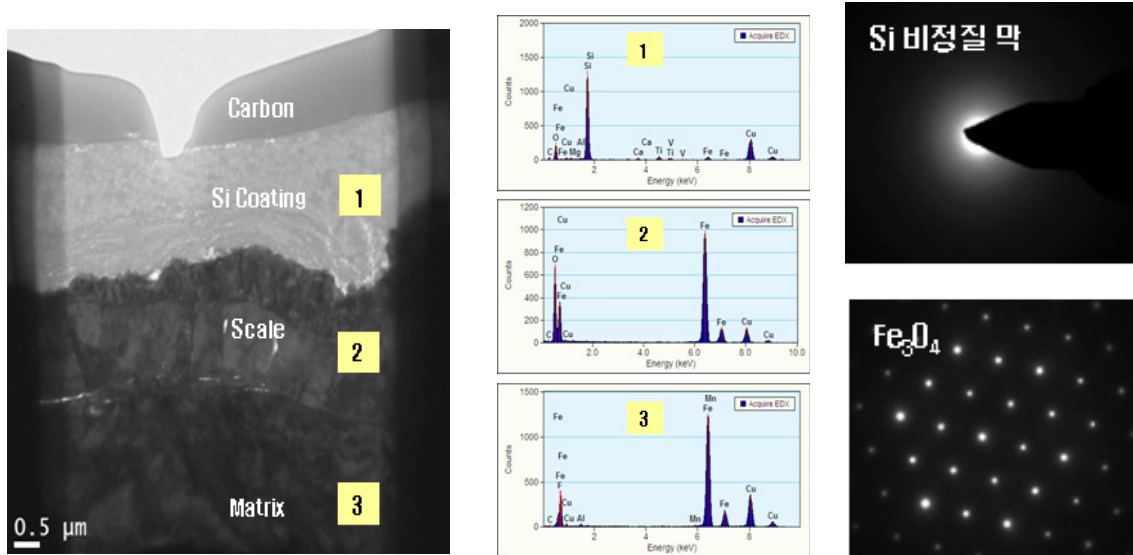 Carbon
Si Coating
1
Scale
2
Matrix
3
0.5 μm
2000
1500
1000
500
0
Counts
1
Acquire EDX
Si
Si
Cu
Fe
Fe
O
Cu
Al
C
Fe
Mg
Ca
Ca
Ti
V
Ti
V
Fe
Fe
Cu
Cu
2
4
6
8
Energy (keV)
1200
1000
800
600
400
200
0
Counts
2
Acquire EDX
Cu
Fe
O
Cu
Fe
C
Cu
Fe
Fe
Cu
Cu
2.0
4.0
6.0
8.0
10.0
Energy (keV)
1500
1000
500
0
Counts
3
Acquire EDX
Fe
Fe
Fe
F
Cu
C
Cu
Al
Mn
Mn
Fe
Fe
Cu
Cu
2
4
6
8
Energy (keV)
Si 비정질 막
Fe₃O₄